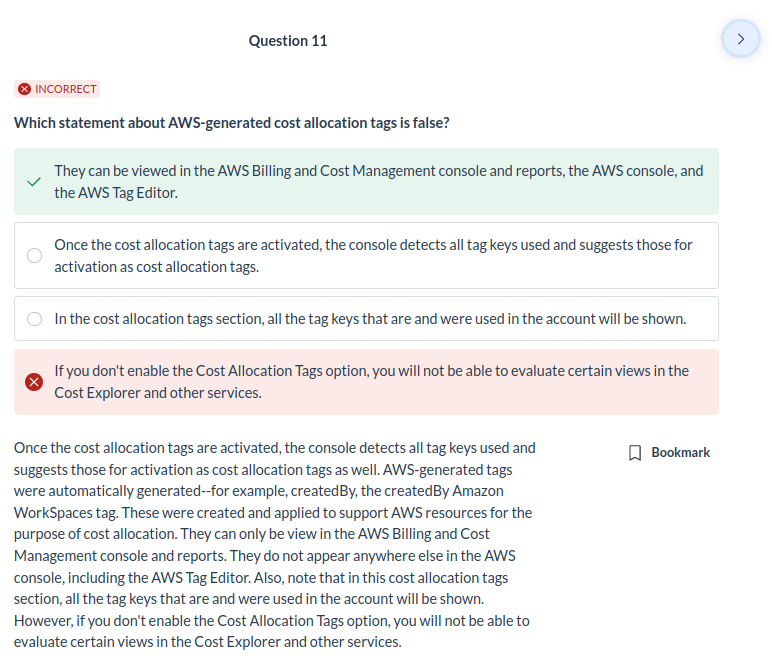 Question 11
INCORRECT
Which statement about AWS-generated cost allocation tags is false?
They can be viewed in the AWS Billing and Cost Management console and reports, the AWS console, and
the AWS Tag Editor.
Once the cost allocation tags are activated, the console detects all tag keys used and suggests those for
activation as cost allocation tags.
In the cost allocation tags section, all the tag keys that are and were used in the account will be shown.
If you don't enable the Cost Allocation Tags option, you will not be able to evaluate certain views in the
Cost Explorer and other services.
Once the cost allocation tags are activated, the console detects all tag keys used and
suggests those for activation as cost allocation tags as well. AWS-generated tags
were automatically generated--for example, createdBy, the createdBy Amazon
WorkSpaces tag. These were created and applied to support AWS resources for the
purpose of cost allocation. They can only be view in the AWS Billing and Cost
Management console and reports. They do not appear anywhere else in the AWS
console, including the AWS Tag Editor. Also, note that in this cost allocation tags
section, all the tag keys that are and were used in the account will be shown.
However, if you don't enable the Cost Allocation Tags option, you will not be able to
evaluate certain views in the Cost Explorer and other services.
Bookmark